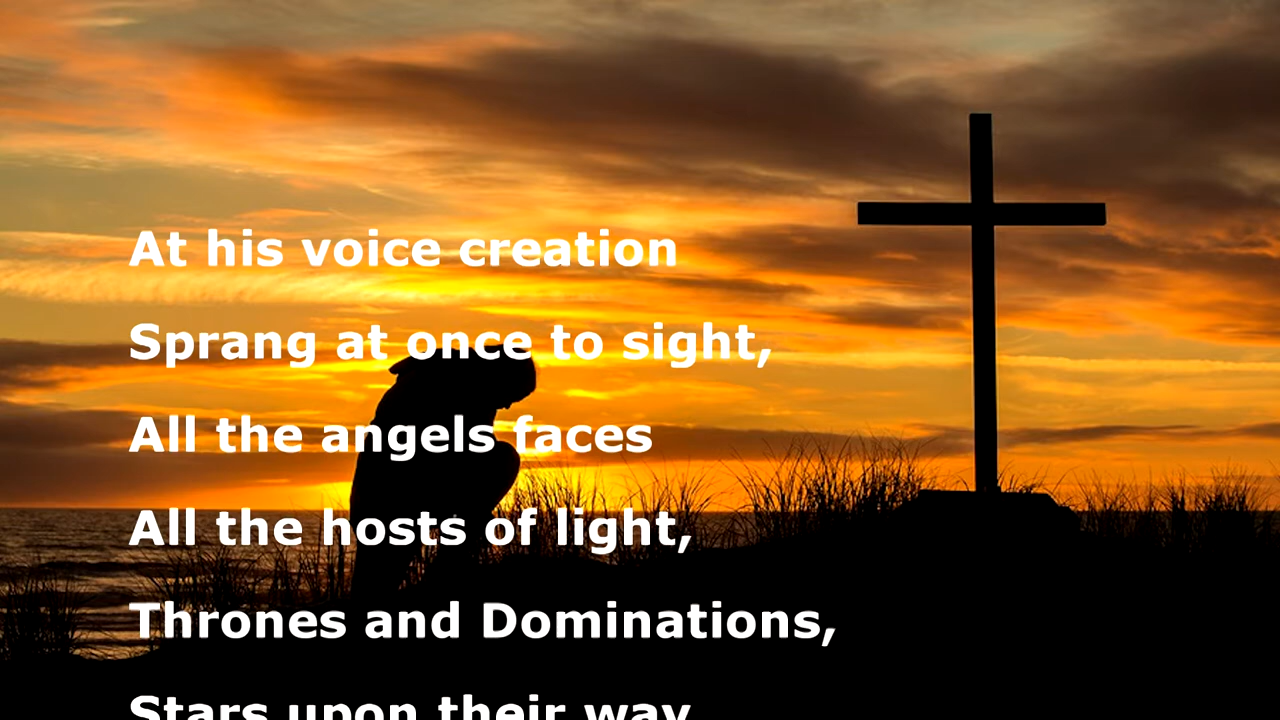 At his voice creation
Sprang at once to sight,
All the angels faces
All the hosts of light,
Thrones and Dominations,
Stars upon their way